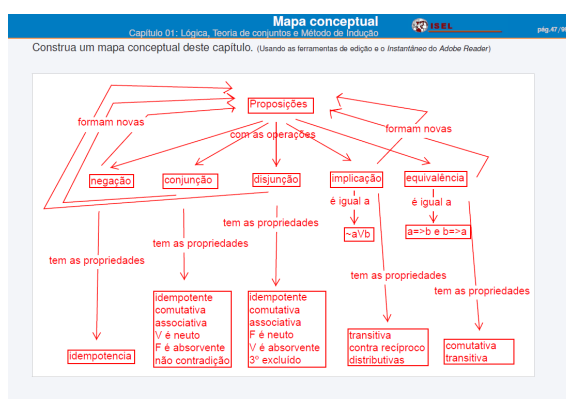 Mapa conceptual
Capítulo 01: Lógica, Teoria de conjuntos e Método de Indução
ISEL
pág.47/98
Construa um mapa conceptual deste capítulo. (Usando as ferramentas de edição e o Instantâneo do Adobe Reader)
Proposições
formam novas
com as operações
formam novas
negação
conjunção
disjunção
implicação
equivalência
é igual a
é igual a
~aVb
a=>b e b=>a
tem as propriedades
tem as propriedades
tem as propriedades
tem as propriedades
tem as propriedades
idempotencia
idempotente
comutativa
associativa
V é neuto
F é absorvente
não contradição
idempotente
comutativa
associativa
F é neuto
V é absorvente
3º excluído
transitiva
contra recíproco
distributivas
comutativa
transitiva